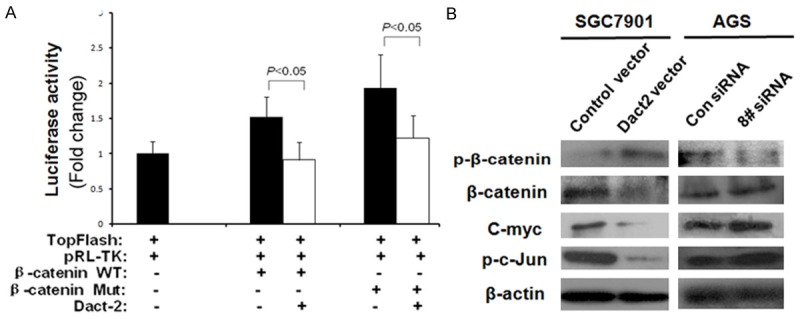 A
Luciferase activity
(Fold change)
3
2.5
2
1.5
1
0.5
0
P<0.05
P<0.05
TopFlash: + + + + +
pRL-TK: + + + + +
β-catenin WT: - + + - -
β-catenin Mut: - - - + +
Dact-2: - - + - +
B
SGC7901 AGS
Control vector
Dact2 vector
Con siRNA
8# siRNA
p-β-catenin
β-catenin
C-myc
p-c-Jun
β-actin